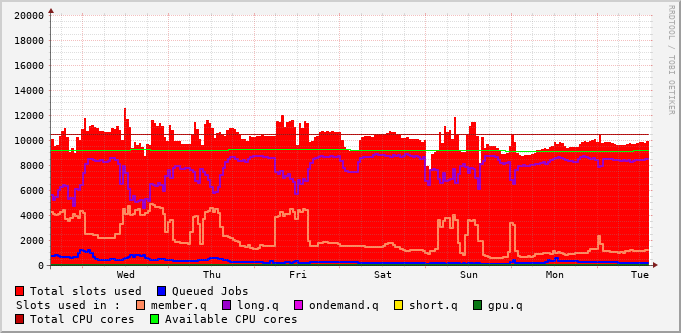 20000
18000
16000
14000
12000
10000
8000
6000
4000
2000
0
Wed Thu Fri Sat Sun Mon Tue
Total slots used Queued Jobs
Slots used in : member.q long.q ondemand.q short.q gpu.q
Total CPU cores Available CPU cores
RRDTOOL / TOBI OETIKER